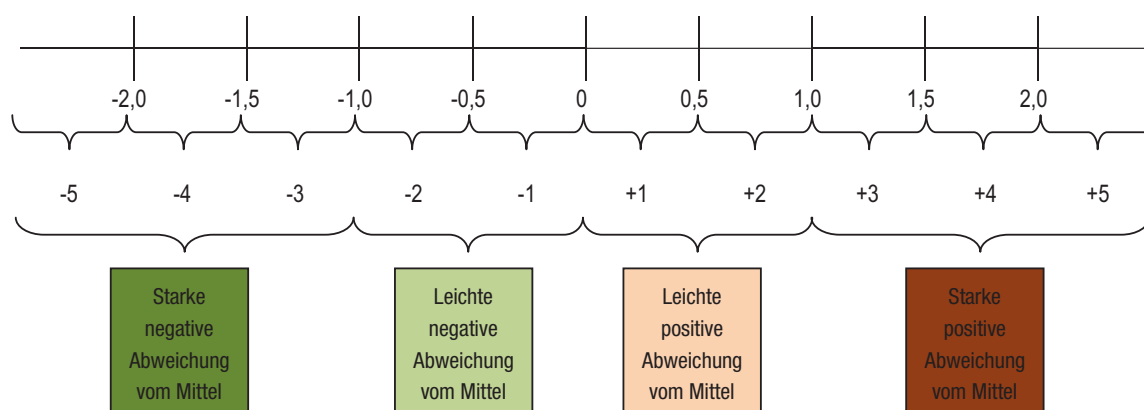 -2,0 -1,5 -1,0 -0,5 0 0,5 1,0 1,5 2,0
-5 -4 -3 -2 -1 +1 +2 +3 +4 +5
Starke
negative
Abweichung
vom Mittel
Leichte
negative
Abweichung
vom Mittel
Leichte
positive
Abweichung
vom Mittel
Starke
positive
Abweichung
vom Mittel